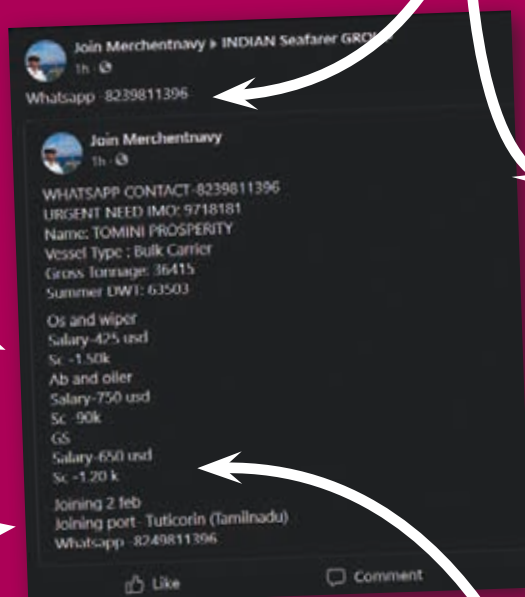 Join Merchentnavy ▸ INDIAN Seafarer
1h
Whatsapp -8239811396
Join Merchentnavy
1h
WHATSAPP CONTACT-8239811396
URGENT NEED IMO: 9718181
Name: TOMINI PROSPERITY
Vessel Type : Bulk Carrier
Gross Tonnage: 36415
Summer DWT: 63503
Os and wiper
Salary-425 usd
Sc -1.50k
Ab and oiler
Salary-750 usd
Sc -90k
GS
Salary-650 usd
Sc -1.20 k
Joining 2 feb
Joining port- Tuticorin (Tamilnadu)
Whatsapp -8249811396
Like
Comment